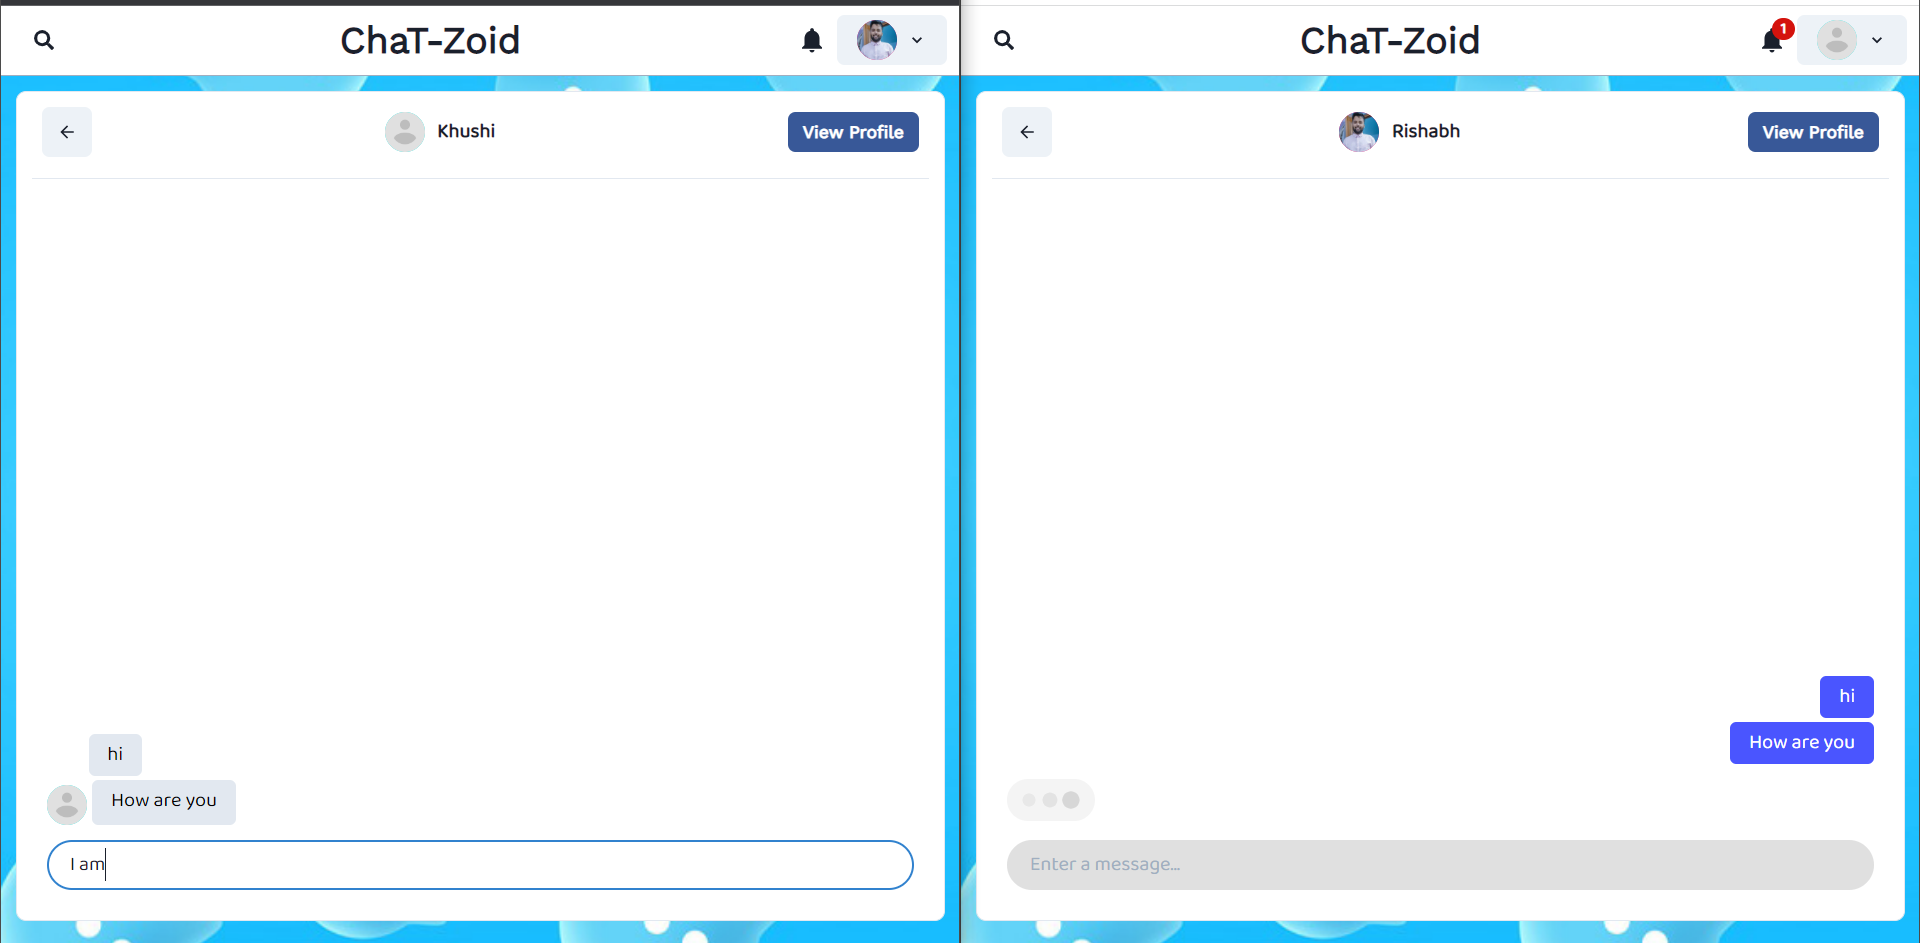 ChaT-Zoid
Khushi
View Profile
hi
How are you
I am
ChaT-Zoid
1
Rishabh
View Profile
hi
How are you
Enter a message...